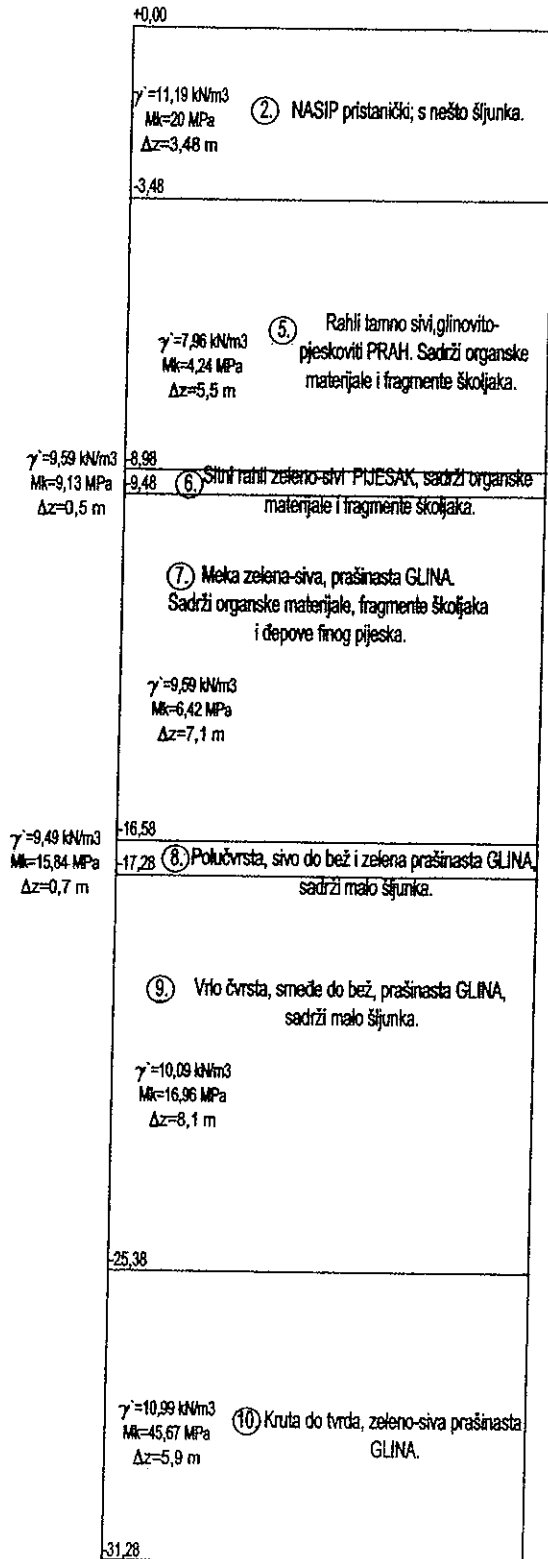 +0,00
γ`=11,19 kN/m3
Mk=20 MPa
Δz=3,48 m
2. NASIP pristanički; s nešto šljunka.
-3,48
5. Rahli tamno sivi,glinovito-
pjeskoviti PRAH. Sadrži organske
materijale i fragmente školjaka.
γ`=7,96 kN/m3
Mk=4,24 MPa
Δz=5,5 m
-8,98
γ`=9,59 kN/m3
Mk=9,13 MPa
Δz=0,5 m
-9,48
6. Sitni rahli zeleno-sivi PIJESAK, sadrži organske
materijale i fragmente školjaka.
7. Meka zelena-siva, prašinasta GLINA.
Sadrži organske materijale, fragmente školjaka
i đepove finog pijeska.
γ`=9,59 kN/m3
Mk=6,42 MPa
Δz=7,1 m
-16,58
γ`=9,49 kN/m3
Mk=15,84 MPa
Δz=0,7 m
-17,28
8. Polučvrsta, sivo do bež i zelena prašinasta GLINA,
sadrži malo šljunka.
9. Vrlo čvrsta, smeđe do bež, prašinasta GLINA,
sadrži malo šljunka.
γ`=10,09 kN/m3
Mk=16,96 MPa
Δz=8,1 m
-25,38
γ`=10,99 kN/m3
Mk=45,67 MPa
Δz=5,9 m
10. Kruta do tvrda, zeleno-siva prašinasta
GLINA.
-31,28